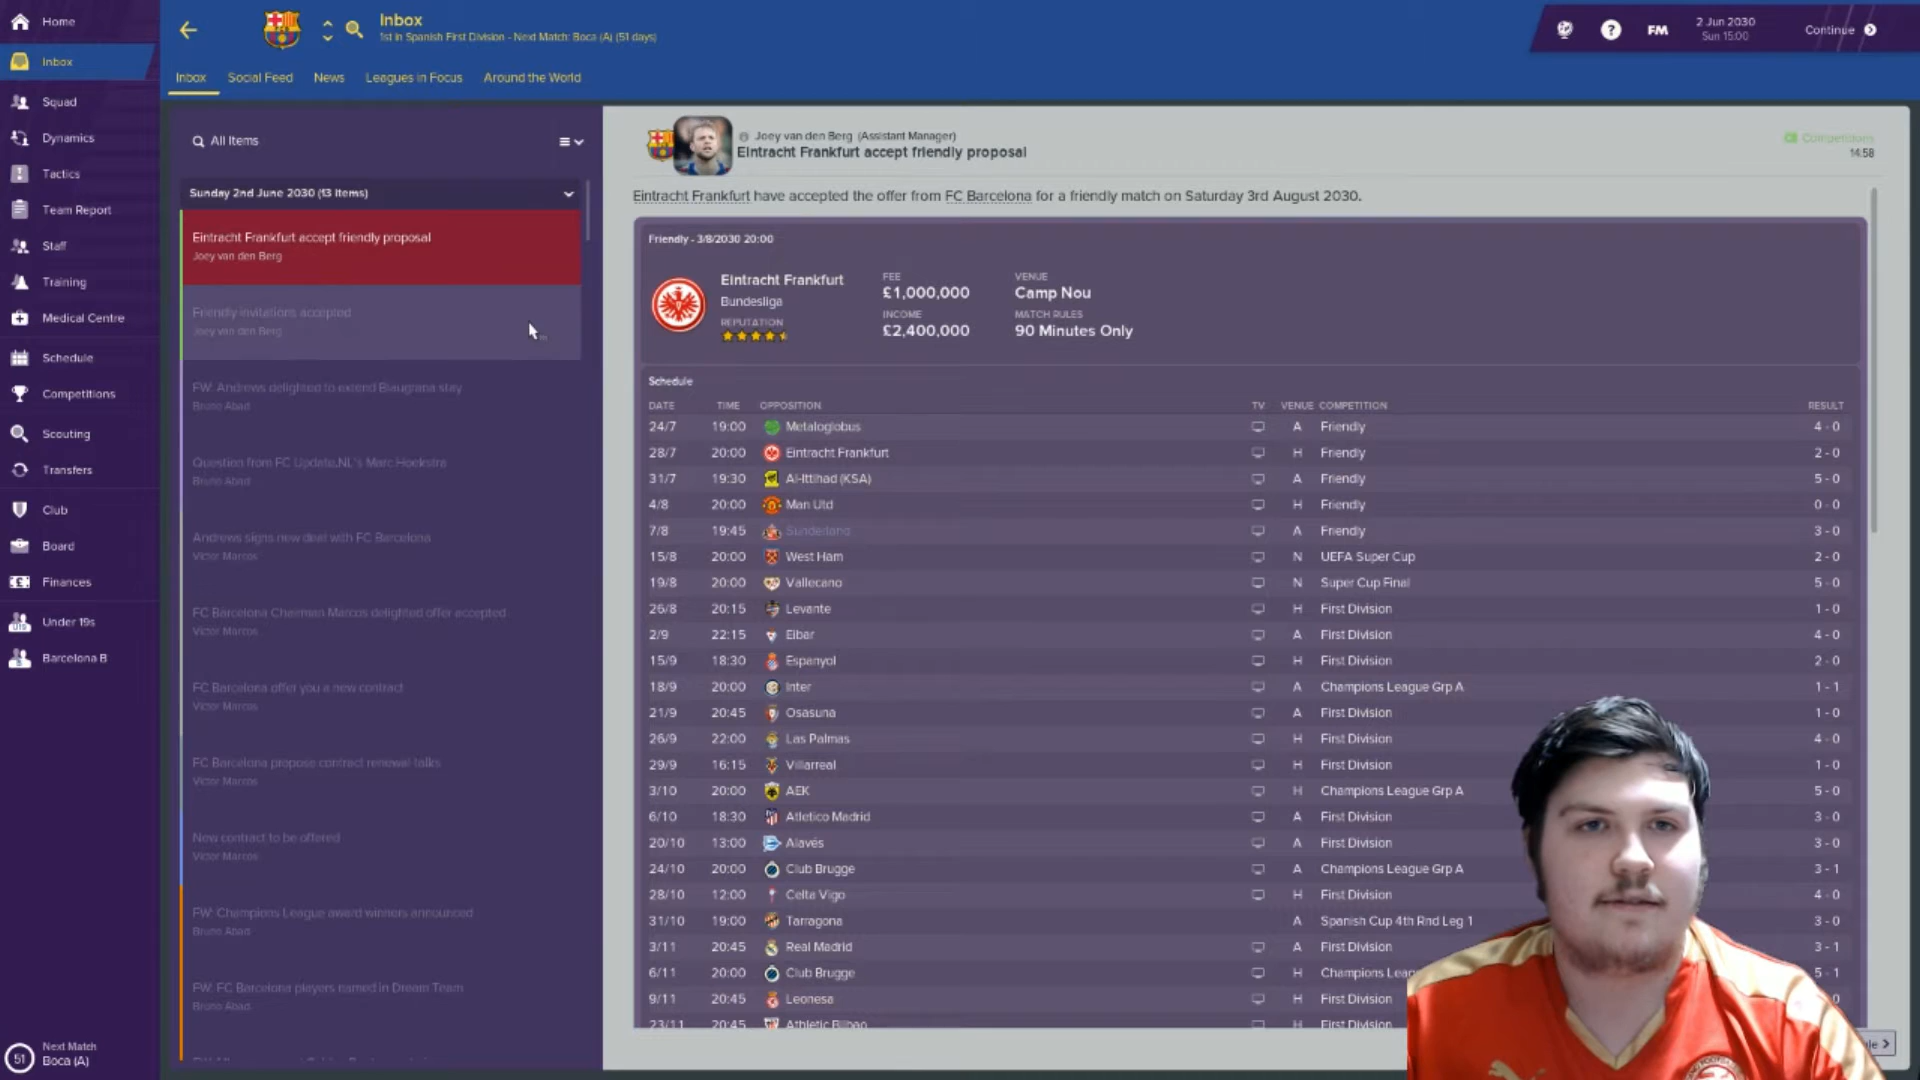 Home
Inbox
Squad
Dynamics
Tactics
Team Report
Staff
Training
Medical Centre
Schedule
Competitions
Scouting
Transfers
Club
Board
Finances
Under 19s
Barcelona B
51
Next Match
Boca (A)
Inbox
1st in Spanish First Division - Next Match: Boca (A) (51 days)
?
FM
2 Jun 2030
Sun 15:00
Continue
Inbox Social Feed News Leagues in Focus Around the World
All Items
Sunday 2nd June 2030 (13 Items)
Eintracht Frankfurt accept friendly proposal
Joey van den Berg
Friendly invitations accepted
Joey van den Berg
FW: Andrews delighted to extend Blaugrana stay
Bruno Abad
Question from FC Update.NL's Marc Hoekstra
Bruno Abad
Andrews signs new deal with FC Barcelona
Víctor Marcos
FC Barcelona Chairman Marcos delighted offer accepted
Víctor Marcos
FC Barcelona offer you a new contract
Víctor Marcos
FC Barcelona propose contract renewal talks
Víctor Marcos
New contract to be offered
Víctor Marcos
FW: Champions League award winners announced
Bruno Abad
FW: FC Barcelona players named in Dream Team
Bruno Abad
Joey van den Berg (Assistant Manager)
Eintracht Frankfurt accept friendly proposal
Competitions
14:58
Eintracht Frankfurt have accepted the offer from FC Barcelona for a friendly match on Saturday 3rd August 2030.
Friendly - 3/8/2030 20:00
Eintracht Frankfurt
Bundesliga
REPUTATION
FEE
£1,000,000
INCOME
£2,400,000
VENUE
Camp Nou
MATCH RULES
90 Minutes Only
Schedule
DATE TIME OPPOSITION TV VENUE COMPETITION RESULT
24/7 19:00 Metaloglobus A Friendly 4 - 0
28/7 20:00 Eintracht Frankfurt H Friendly 2 - 0
31/7 19:30 Al-Ittihad (KSA) A Friendly 5 - 0
4/8 20:00 Man Utd H Friendly 0 - 0
7/8 19:45 Sunderland A Friendly 3 - 0
15/8 20:00 West Ham N UEFA Super Cup 2 - 0
19/8 20:00 Vallecano N Super Cup Final 5 - 0
26/8 20:15 Levante H First Division 1 - 0
2/9 22:15 Eibar A First Division 4 - 0
15/9 18:30 Espanyol H First Division 2 - 0
18/9 20:00 Inter A Champions League Grp A 1 - 1
21/9 20:45 Osasuna A First Division 1 - 0
26/9 22:00 Las Palmas H First Division 4 - 0
29/9 16:15 Villarreal H First Division 1 - 0
3/10 20:00 AEK H Champions League Grp A 5 - 0
6/10 18:30 Atlético Madrid A First Division 3 - 0
20/10 13:00 Alavés A First Division 3 - 0
24/10 20:00 Club Brugge A Champions League Grp A 3 - 1
28/10 12:00 Celta Vigo H First Division 4 - 0
31/10 19:00 Tarragona A Spanish Cup 4th Rnd Leg 1 3 - 0
3/11 20:45 Real Madrid A First Division 3 - 1
6/11 20:00 Club Brugge H Champions 5 - 1
9/11 20:45 Leonesa H First Division
23/11 20:45 Athletic Bilbao H First Division